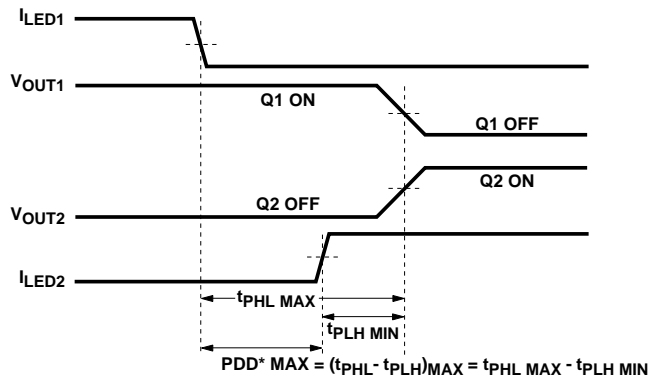 ILED1
VOUT1
Q1 ON
Q1 OFF
Q2 ON
Q2 OFF
VOUT2
ILED2
tPHL MAX
tPLH MIN
PDD* MAX = (tPHL- tPLH)MAX = tPHL MAX - tPLH MIN